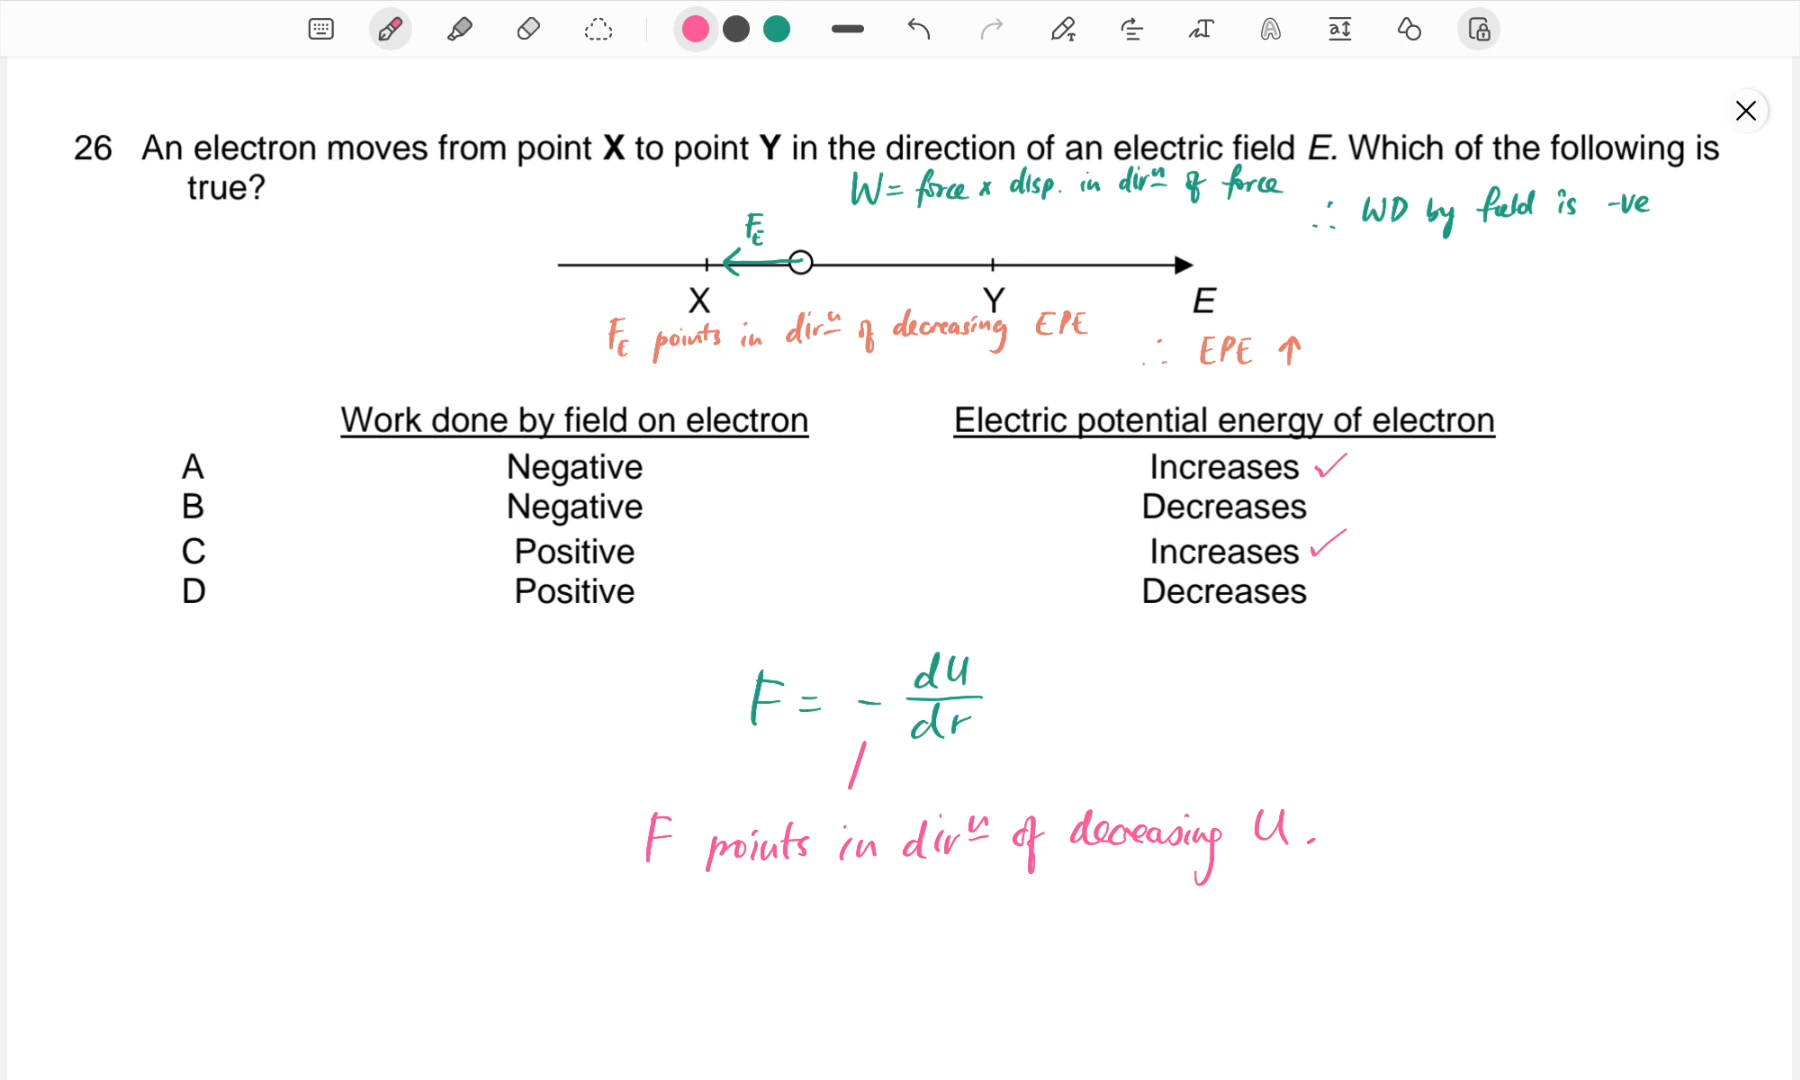 26 An electron moves from point X to point Y in the direction of an electric field E. Which of the following is
true?
W = force x disp. in dirⁿ of force
∴ WD by field is -ve
F_E
X Y E
F_E points in dirⁿ of decreasing EPE
∴ EPE ↑
Work done by field on electron Electric potential energy of electron
A Negative Increases ✓
B Negative Decreases
C Positive Increases ✓
D Positive Decreases
F = - dU/dr
F points in dirⁿ of decreasing U.